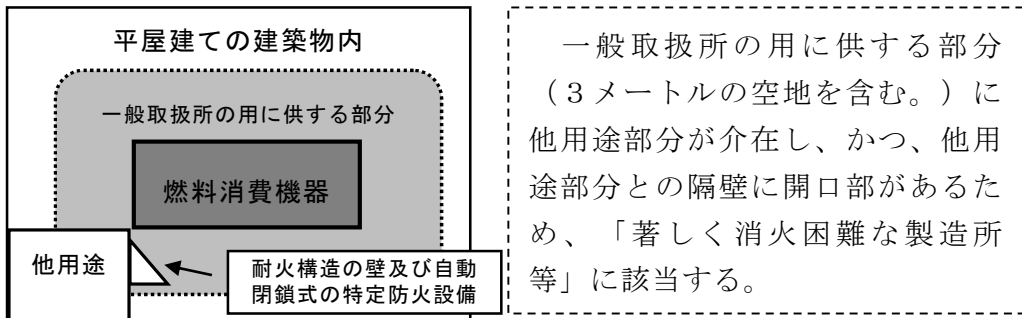 平屋建ての建築物内
一般取扱所の用に供する部分
燃料消費機器
他用途
耐火構造の壁及び自動
閉鎖式の特定防火設備
一般取扱所の用に供する部分
(3メートルの空地を含む。)に
他用途部分が介在し、かつ、他用
途部分との隔壁に開口部があるた
め、「著しく消火困難な製造所
等」に該当する。